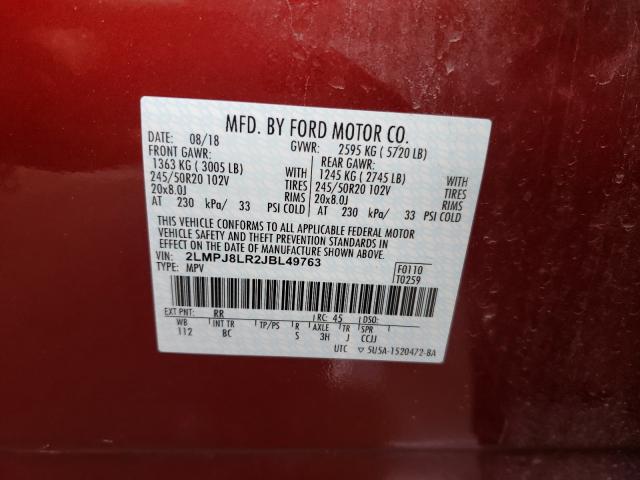 MFD. BY FORD MOTOR CO.
DATE: 08/18 GVWR: 2595 KG ( 5720 LB)
FRONT GAWR: REAR GAWR:
1363 KG ( 3005 LB) 1245 KG ( 2745 LB)
245/50R20 102V TIRES 245/50R20 102V TIRES
20x8.0J RIMS 20x8.0J RIMS
AT 230 kPa/ 33 PSI COLD AT 230 kPa/ 33 PSI COLD
THIS VEHICLE CONFORMS TO ALL APPLICABLE FEDERAL MOTOR
VEHICLE SAFETY AND THEFT PREVENTION STANDARDS IN
EFFECT ON THE DATE OF MANUFACTURE SHOWN ABOVE.
VIN: 2LMPJ8LR2JBL49763
TYPE: MPV
F0110
T0259
EXT PNT: RR RC: 45 DSO:
WB INT TR TP/PS R AXLE TR SPR
112 BC S 3H J CCJJ
UTC ▽ 5U5A-1520472-BA